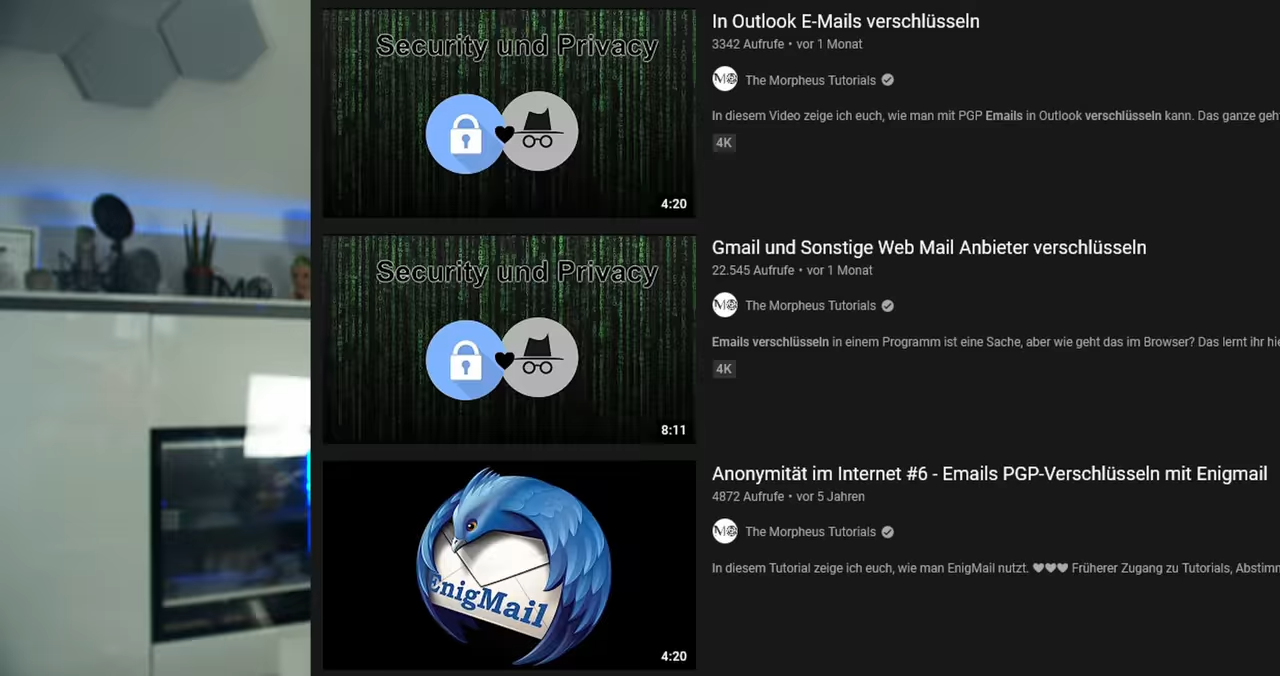 Security und Privacy
4:20
In Outlook E-Mails verschlüsseln
3342 Aufrufe • vor 1 Monat
The Morpheus Tutorials
In diesem Video zeige ich euch, wie man mit PGP Emails in Outlook verschlüsseln kann. Das ganze geh
4K
Security und Privacy
8:11
Gmail und Sonstige Web Mail Anbieter verschlüsseln
22.545 Aufrufe • vor 1 Monat
The Morpheus Tutorials
Emails verschlüsseln in einem Programm ist eine Sache, aber wie geht das im Browser? Das lernt ihr hie
4K
EnigMail
4:20
Anonymität im Internet #6 - Emails PGP-Verschlüsseln mit Enigmail
4872 Aufrufe • vor 5 Jahren
The Morpheus Tutorials
In diesem Tutorial zeige ich euch, wie man EnigMail nutzt. ♥♥♥ Früherer Zugang zu Tutorials, Abstimm